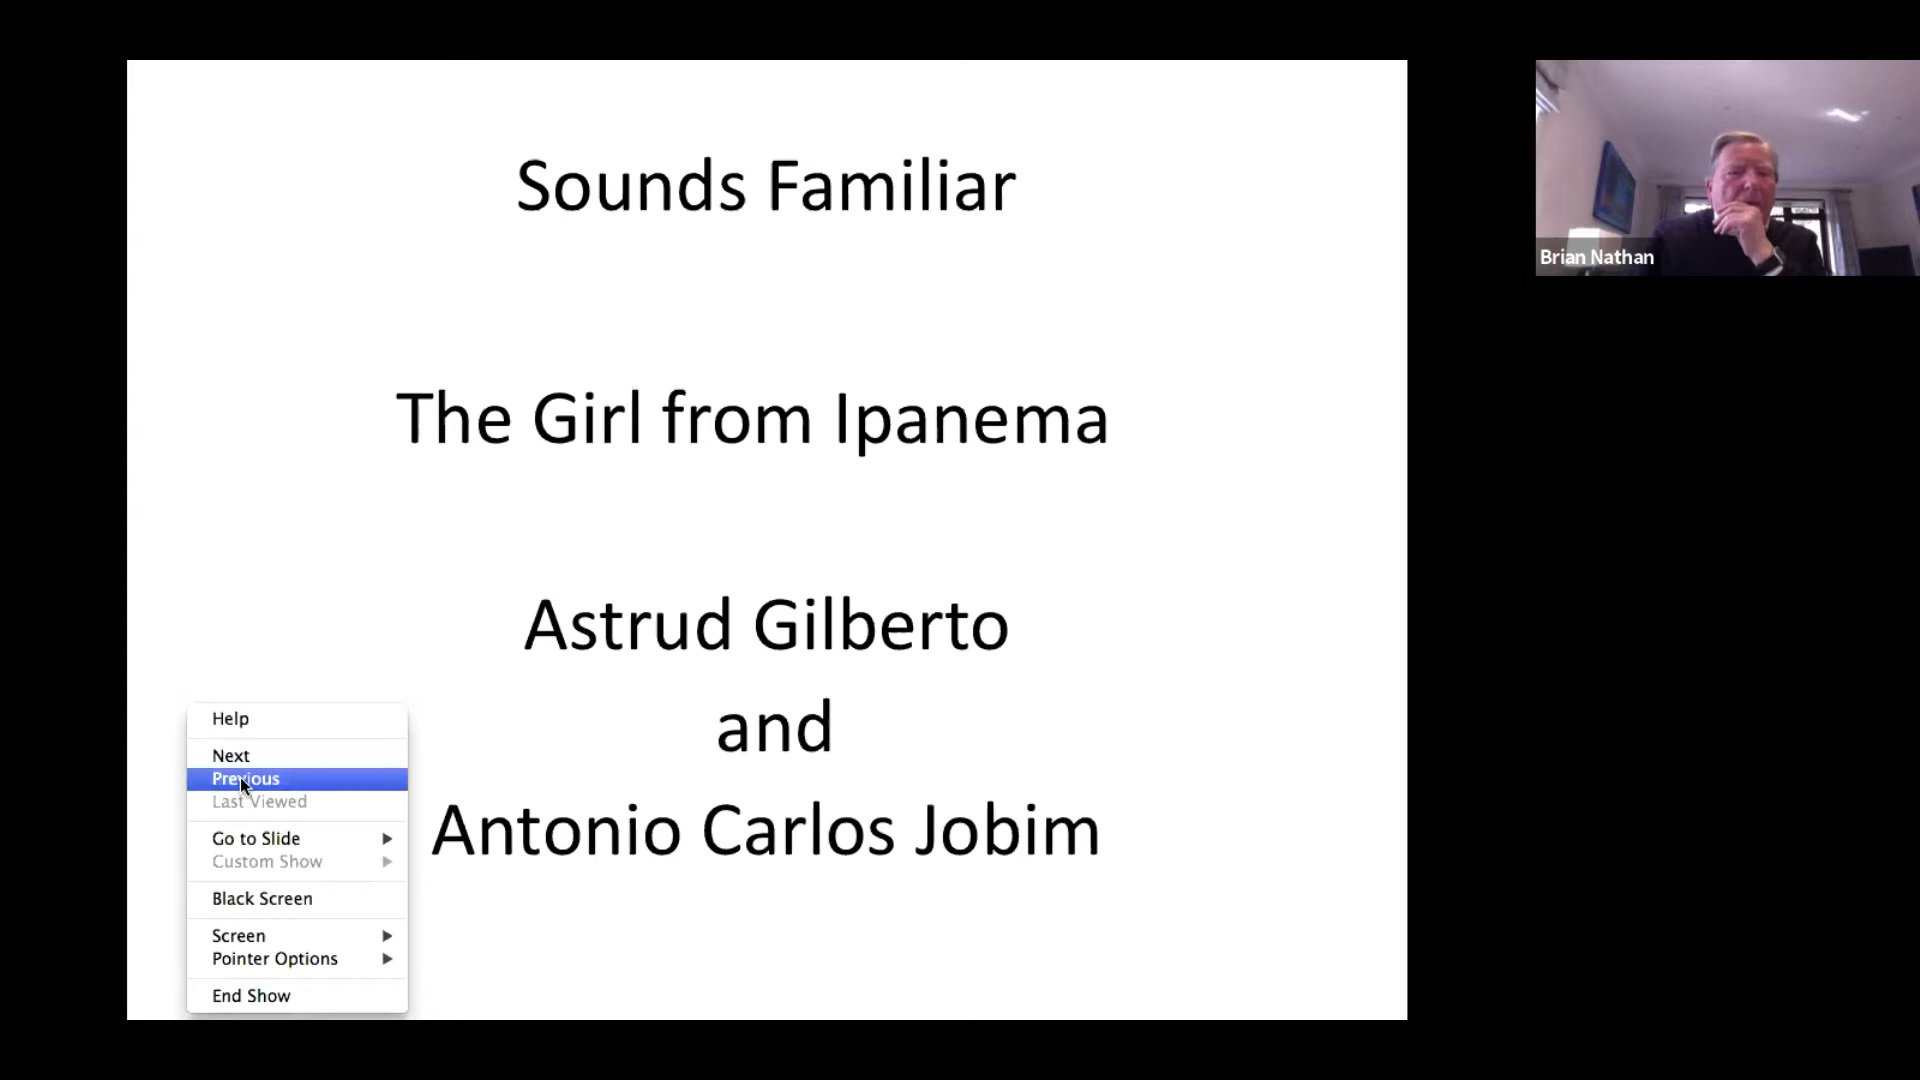 Sounds Familiar
The Girl from Ipanema
Astrud Gilberto
and
Antonio Carlos Jobim
Help
Next
Previous
Last Viewed
Go to Slide
Custom Show
Black Screen
Screen
Pointer Options
End Show
Brian Nathan